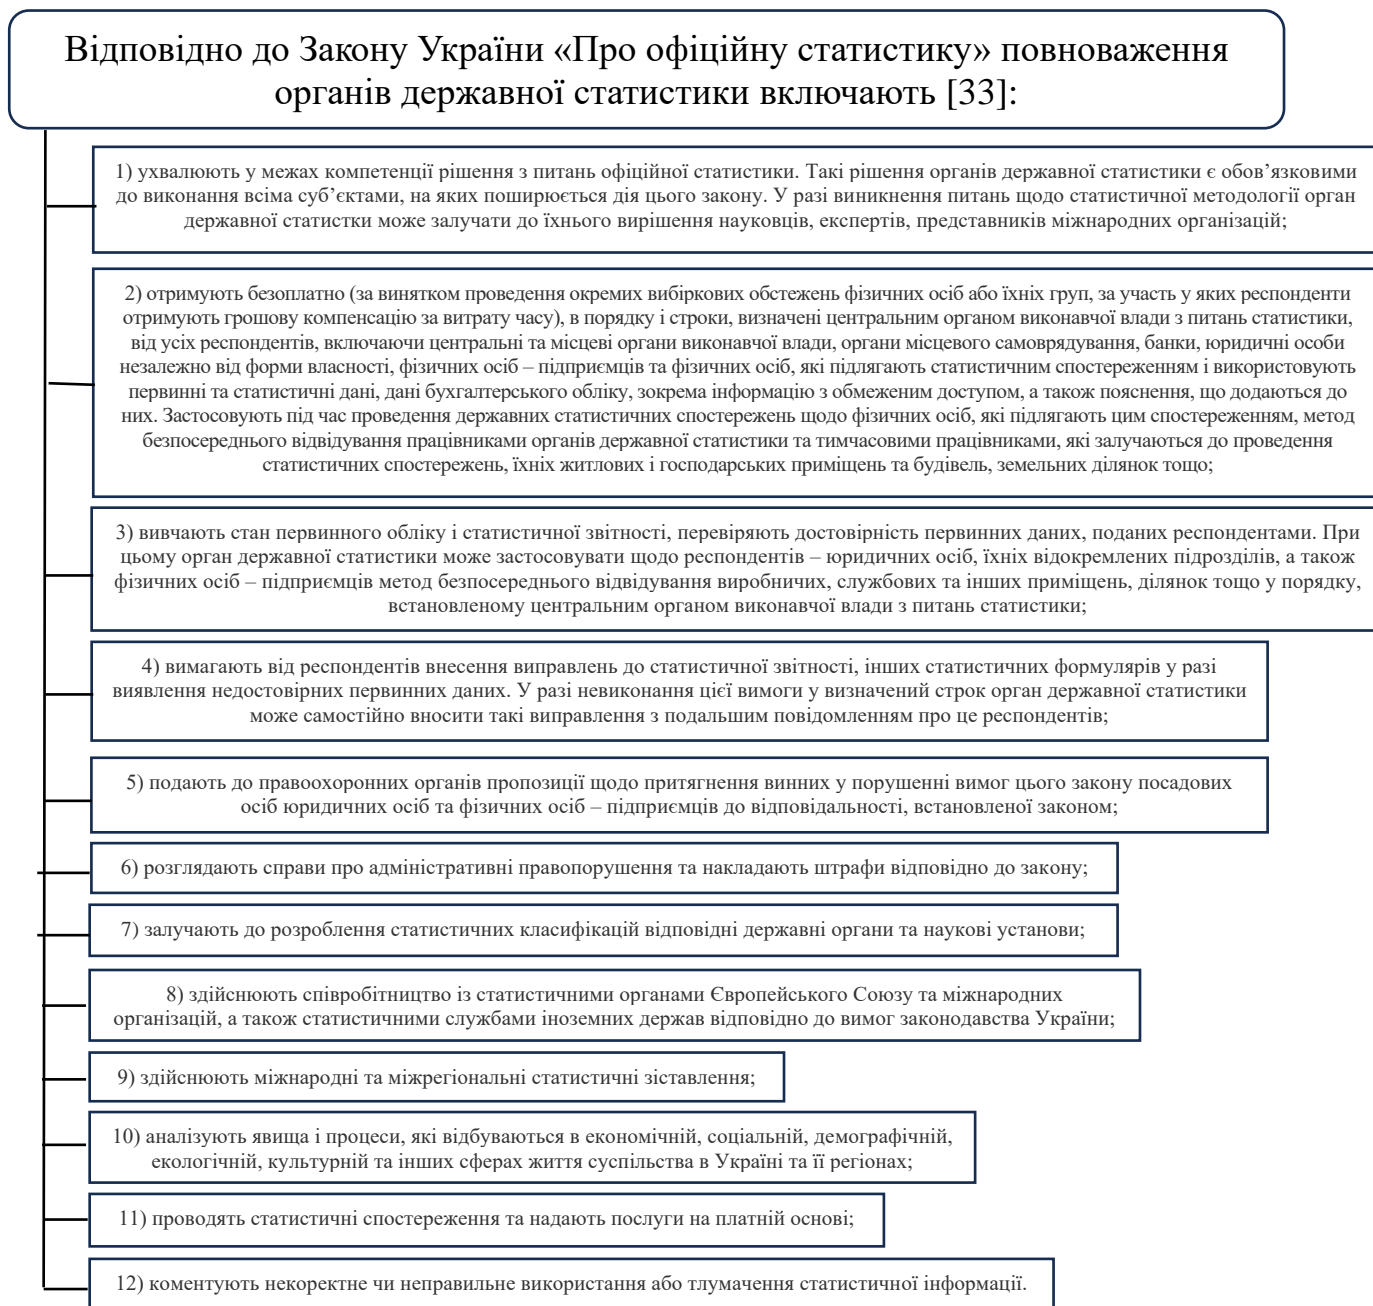 Відповідно до Закону України «Про офіційну статистику» повноваження
органів державної статистики включають [33]:
1) ухвалюють у межах компетенції рішення з питань офіційної статистики. Такі рішення органів державної статистики є обов’язковими
до виконання всіма суб’єктами, на яких поширюється дія цього закону. У разі виникнення питань щодо статистичної методології орган
державної статистки може залучати до їхнього вирішення науковців, експертів, представників міжнародних організацій;
2) отримують безоплатно (за винятком проведення окремих вибіркових обстежень фізичних осіб або їхніх груп, за участь у яких респонденти
отримують грошову компенсацію за витрату часу), в порядку і строки, визначені центральним органом виконавчої влади з питань статистики,
від усіх респондентів, включаючи центральні та місцеві органи виконавчої влади, органи місцевого самоврядування, банки, юридичні особи
незалежно від форми власності, фізичних осіб – підприємців та фізичних осіб, які підлягають статистичним спостереженням і використовують
первинні та статистичні дані, дані бухгалтерського обліку, зокрема інформацію з обмеженим доступом, а також пояснення, що додаються до
них. Застосовують під час проведення державних статистичних спостережень щодо фізичних осіб, які підлягають цим спостереженням, метод
безпосереднього відвідування працівниками органів державної статистики та тимчасовими працівниками, які залучаються до проведення
статистичних спостережень, їхніх житлових і господарських приміщень та будівель, земельних ділянок тощо;
3) вивчають стан первинного обліку і статистичної звітності, перевіряють достовірність первинних даних, поданих респондентами. При
цьому орган державної статистики може застосовувати щодо респондентів – юридичних осіб, їхніх відокремлених підрозділів, а також
фізичних осіб – підприємців метод безпосереднього відвідування виробничих, службових та інших приміщень, ділянок тощо у порядку,
встановленому центральним органом виконавчої влади з питань статистики;
4) вимагають від респондентів внесення виправлень до статистичної звітності, інших статистичних формулярів у разі
виявлення недостовірних первинних даних. У разі невиконання цієї вимоги у визначений строк орган державної статистики
може самостійно вносити такі виправлення з подальшим повідомленням про це респондентів;
5) подають до правоохоронних органів пропозиції щодо притягнення винних у порушенні вимог цього закону посадових
осіб юридичних осіб та фізичних осіб – підприємців до відповідальності, встановленої законом;
6) розглядають справи про адміністративні правопорушення та накладають штрафи відповідно до закону;
7) залучають до розроблення статистичних класифікацій відповідні державні органи та наукові установи;
8) здійснюють співробітництво із статистичними органами Європейського Союзу та міжнародних
організацій, а також статистичними службами іноземних держав відповідно до вимог законодавства України;
9) здійснюють міжнародні та міжрегіональні статистичні зіставлення;
10) аналізують явища і процеси, які відбуваються в економічній, соціальній, демографічній,
екологічній, культурній та інших сферах життя суспільства в Україні та її регіонах;
11) проводять статистичні спостереження та надають послуги на платній основі;
12) коментують некоректне чи неправильне використання або тлумачення статистичної інформації.